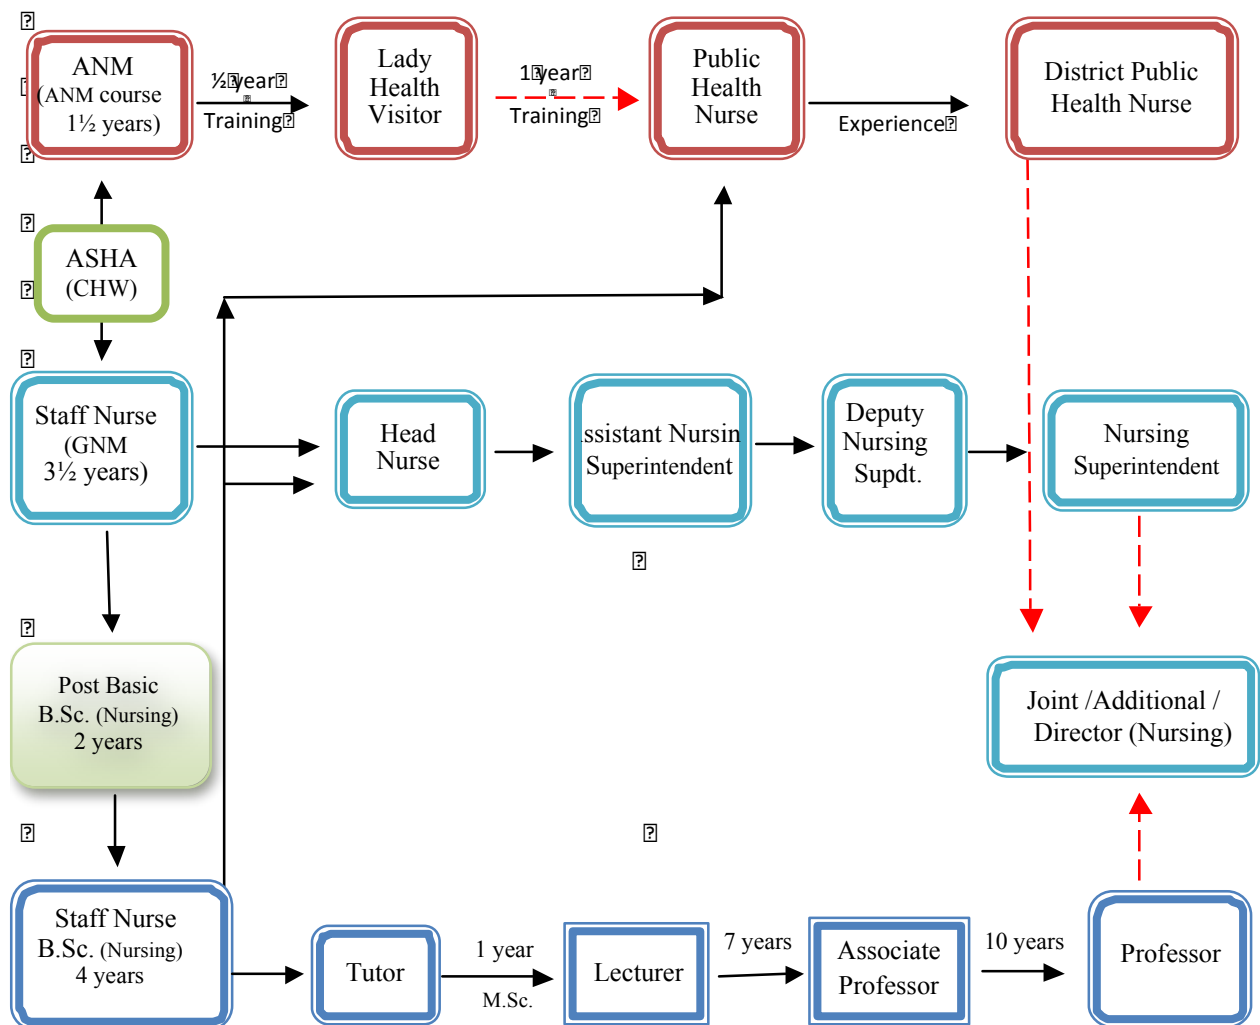 ANM
(ANM course
1½ years)
½ year
Training
Lady
Health
Visitor
1 year
Training
Public
Health
Nurse
Experience
District Public
Health Nurse
ASHA
(CHW)
Staff Nurse
(GNM
3½ years)
Head
Nurse
ssistant Nursin
Superintendent
Deputy
Nursing
Supdt.
Nursing
Superintendent
Post Basic
B.Sc. (Nursing)
2 years
Joint /Additional /
Director (Nursing)
Staff Nurse
B.Sc. (Nursing)
4 years
Tutor
1 year
M.Sc.
Lecturer
7 years
Associate
Professor
10 years
Professor